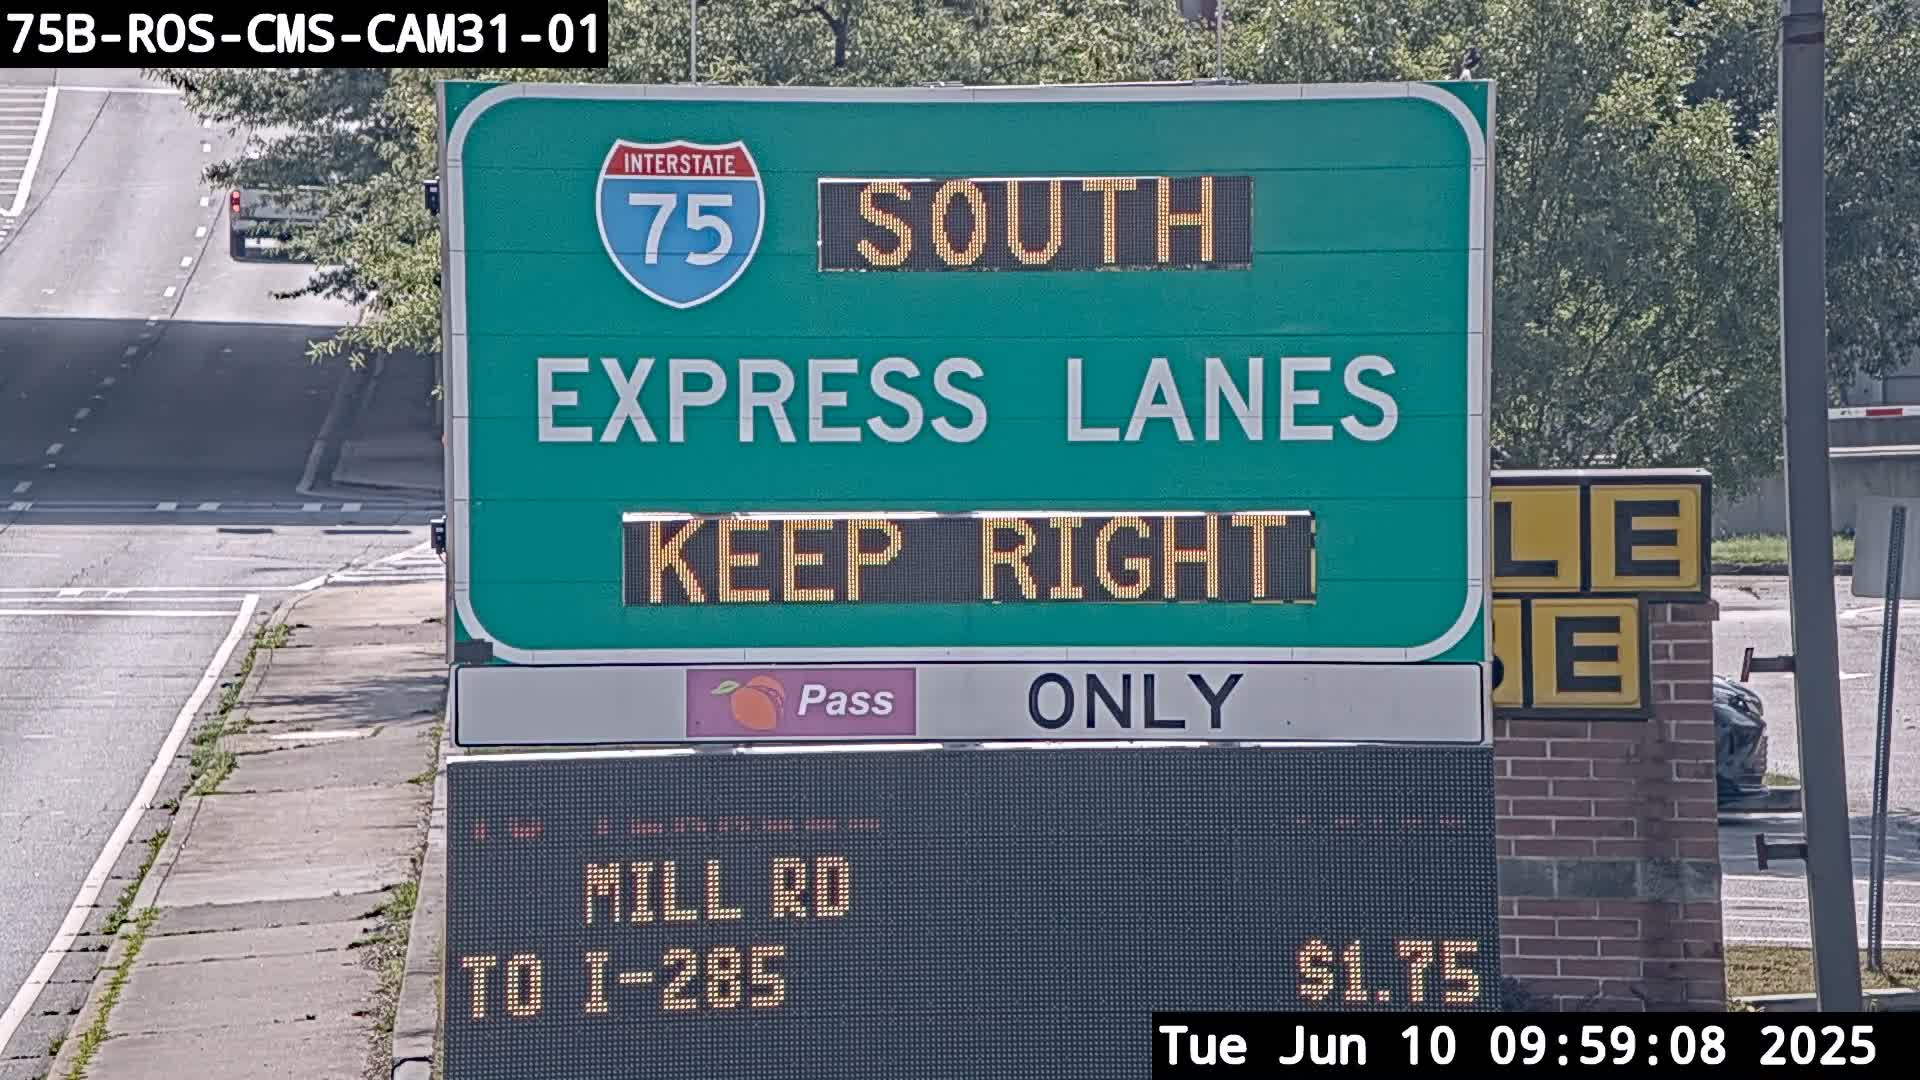 75B-ROS-CMS-CAM31-01
INTERSTATE
75
SOUTH
EXPRESS LANES
KEEP RIGHT
LE
E
Pass ONLY
MILL RD
TO I-285 $1.75
Tue Jun 10 09:59:08 2025